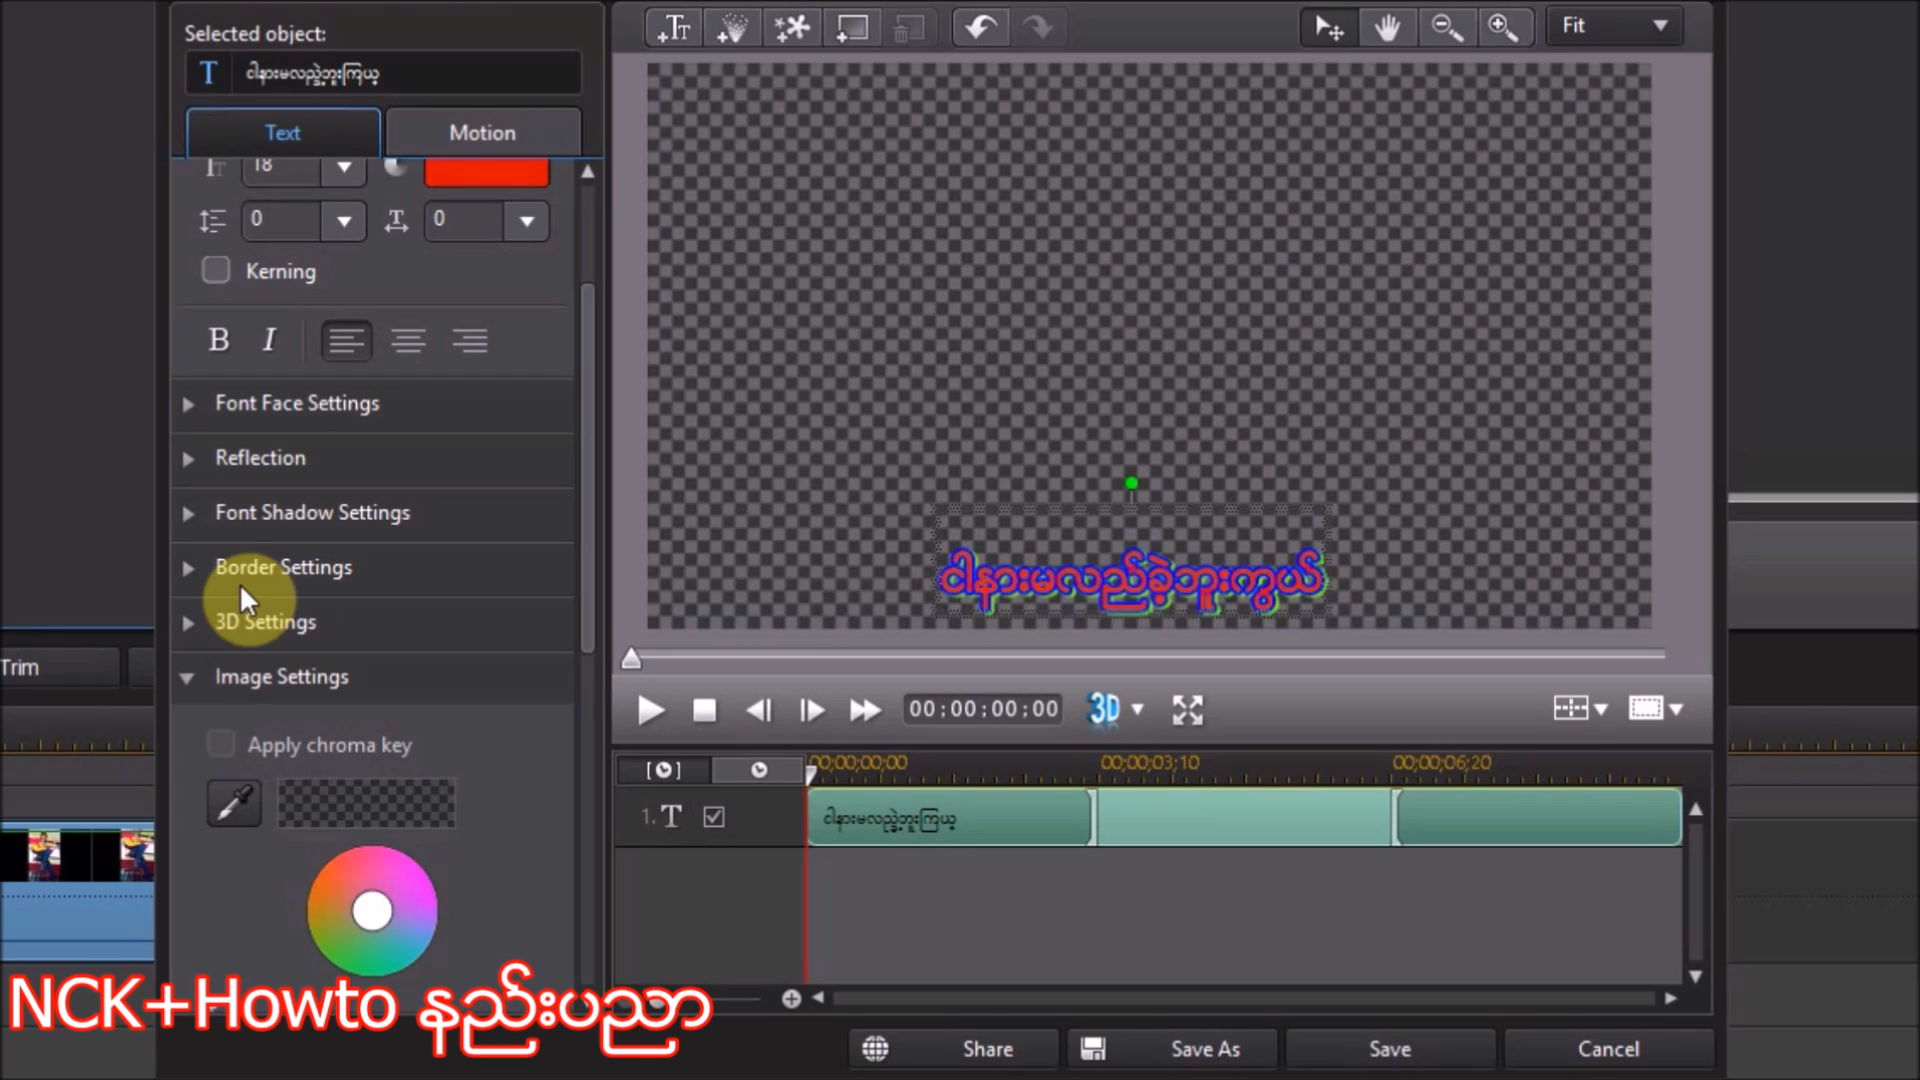 Selected object:
T ငါနားမလည်ခဲ့ဘူးကြယ်
Text Motion
18
0 0
Kerning
B I
Font Face Settings
Reflection
Font Shadow Settings
Border Settings
3D Settings
Image Settings
Apply chroma key
Fit
ငါနားမလည်ခဲ့ဘူးကွယ်
00;00;00;00 3D
00;00;00;00 00;00;03;10 00;00;06;20
1. T ငါနားမလည်ခဲ့ဘူးကြယ်
Trim
NCK+Howto နည်းပညာ
Share Save As Save Cancel